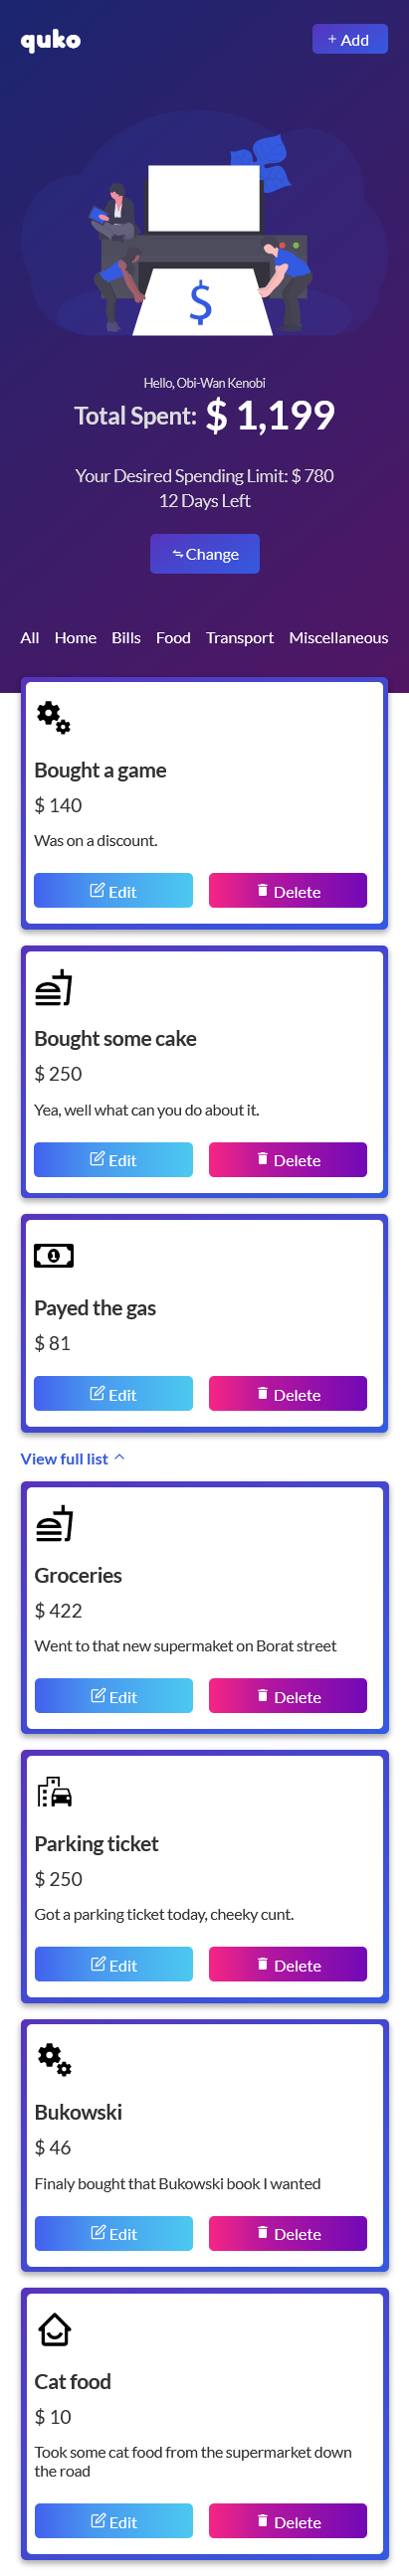 quko
+ Add
$
Hello, Obi-Wan Kenobi
Total Spent: $ 1,199
Your Desired Spending Limit: $ 780
12 Days Left
Change
All Home Bills Food Transport Miscellaneous
Bought a game
$ 140
Was on a discount.
Edit Delete
Bought some cake
$ 250
Yea, well what can you do about it.
Edit Delete
1
Payed the gas
$ 81
Edit Delete
View full list
Groceries
$ 422
Went to that new supermaket on Borat street
Edit Delete
Parking ticket
$ 250
Got a parking ticket today, cheeky cunt.
Edit Delete
Bukowski
$ 46
Finaly bought that Bukowski book I wanted
Edit Delete
Cat food
$ 10
Took some cat food from the supermarket down
the road
Edit Delete